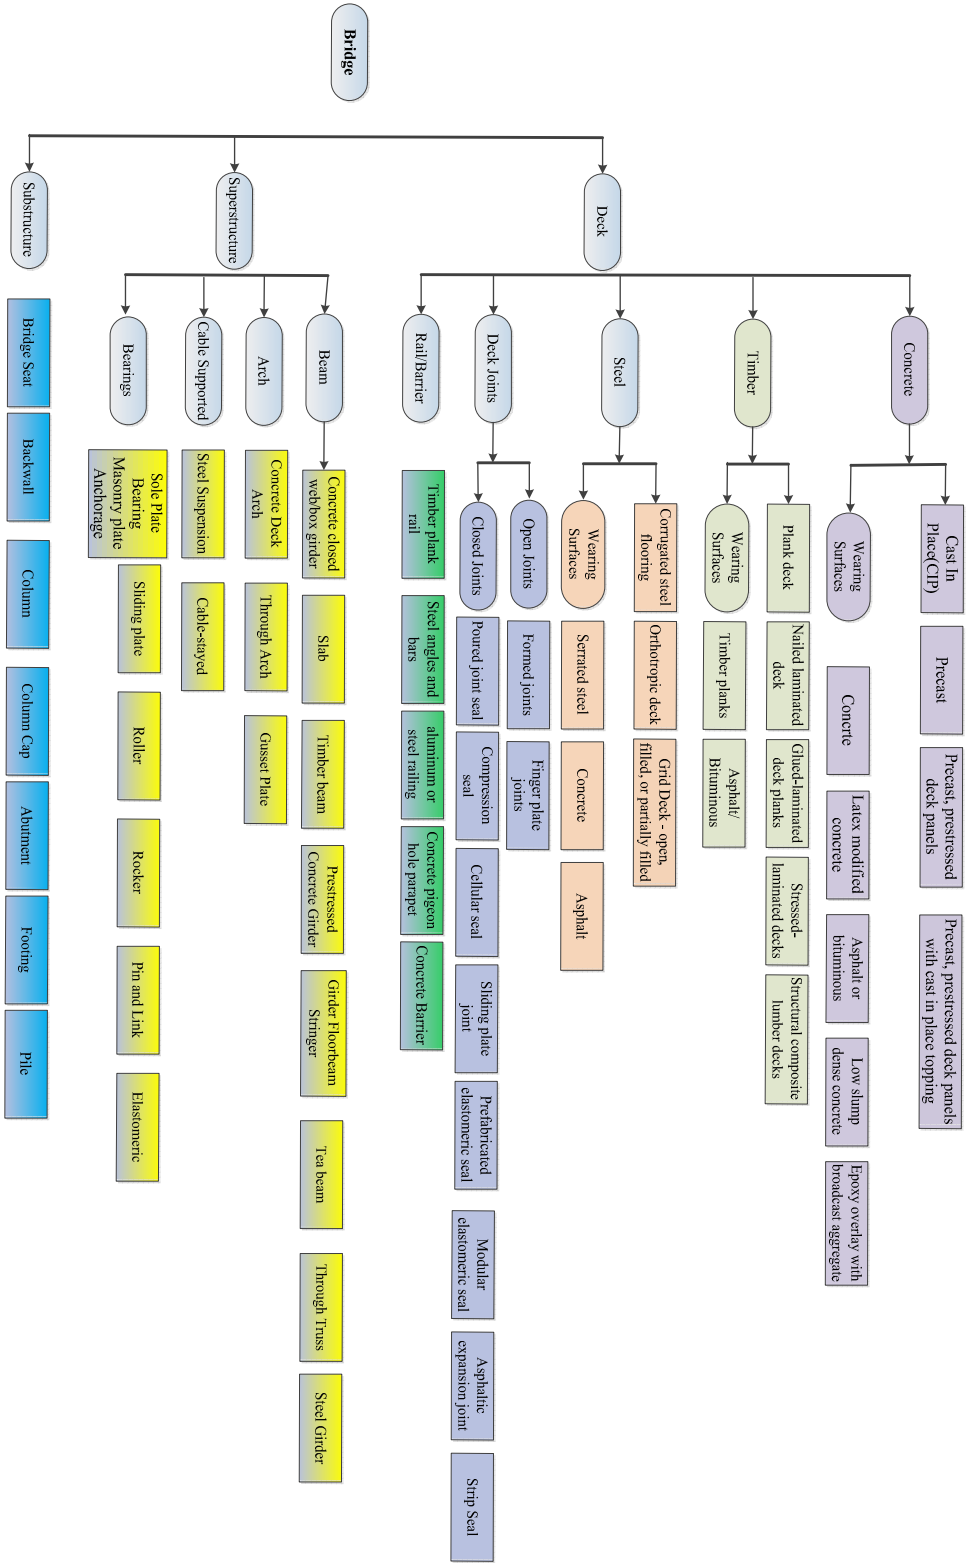 Bridge
Deck
Superstructure
Substructure
Concrete
Timber
Steel
Deck Joints
Rail/Barrier
Beam
Arch
Cable Supported
Bearings
Cast In
Place(CIP)
Precast
Precast, prestressed
deck panels
Precast, prestressed deck panels
with cast in place topping
Wearing
Surfaces
Concrte
Latex modified
concrete
Asphalt or
bituminous
Low slump
dense concrete
Epoxy overlay with
broadcast aggregate
Plank deck
Nailed laminated
deck
Glued-laminated
deck planks
Stressed-
laminated decks
Structural composite
lumber decks
Wearing
Surfaces
Timber planks
Asphalt/
Bituminous
Corrugated steel
flooring
Orthotropic deck
Grid Deck - open,
filled, or partially filled
Wearing
Surfaces
Serrated steel
Concrete
Asphalt
Open Joints
Formed joints
Finger plate
joints
Closed Joints
Poured joint seal
Compression
seal
Cellular seal
Sliding plate
joint
Prefabricated
elastomeric seal
Modular
elastomeric seal
Asphaltic
expansion joint
Strip Seal
Timber plank
rail
Steel angles and
bars
aluminum or
steel railing
Concrete pigeon
hole parapet
Concrete Barrier
Concrete closed
web/box girder
Slab
Timber beam
Prestressed
Concrete Girder
Girder Floorbeam
Stringer
Tea beam
Through Truss
Steel Girder
Concrete Deck
Arch
Through Arch
Gusset Plate
Steel Suspension
Cable-stayed
Sole Plate
Bearing
Masonry plate
Anchorage
Sliding plate
Roller
Rocker
Pin and Link
Elastomeric
Bridge Seat
Backwall
Column
Column Cap
Abutment
Footing
Pile